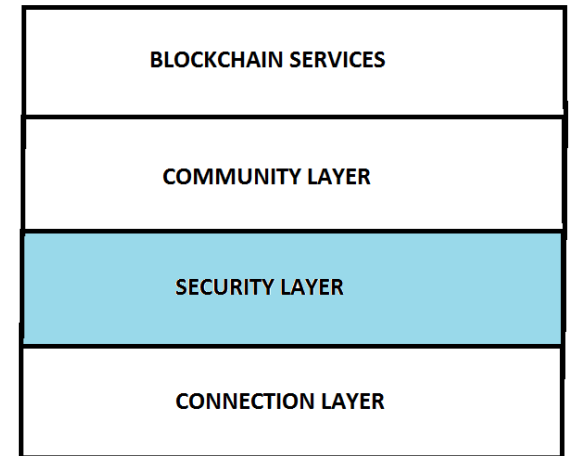 BLOCKCHAIN SERVICES
COMMUNITY LAYER
SECURITY LAYER
CONNECTION LAYER